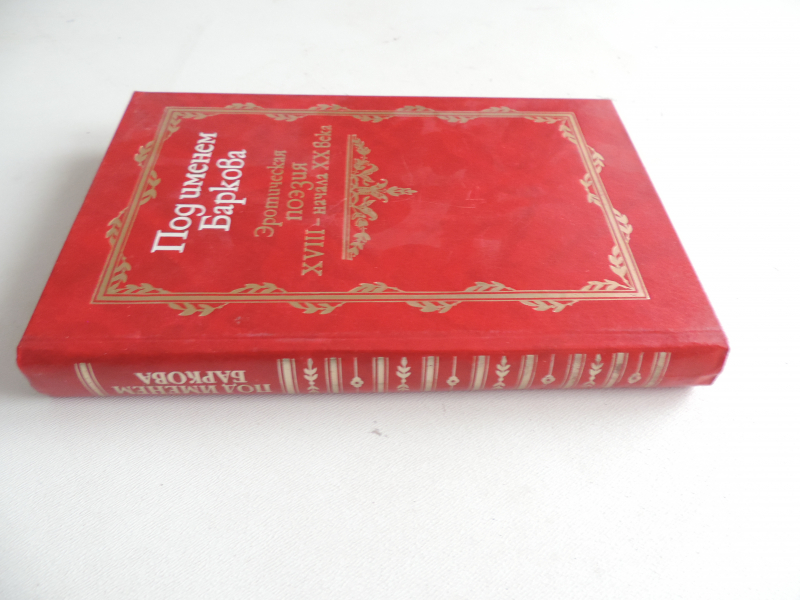 Под именем
Баркова
Эротическая
поэзия
XVIII – начала XX века
ПОД ИМЕНЕМ
БАРКОВА